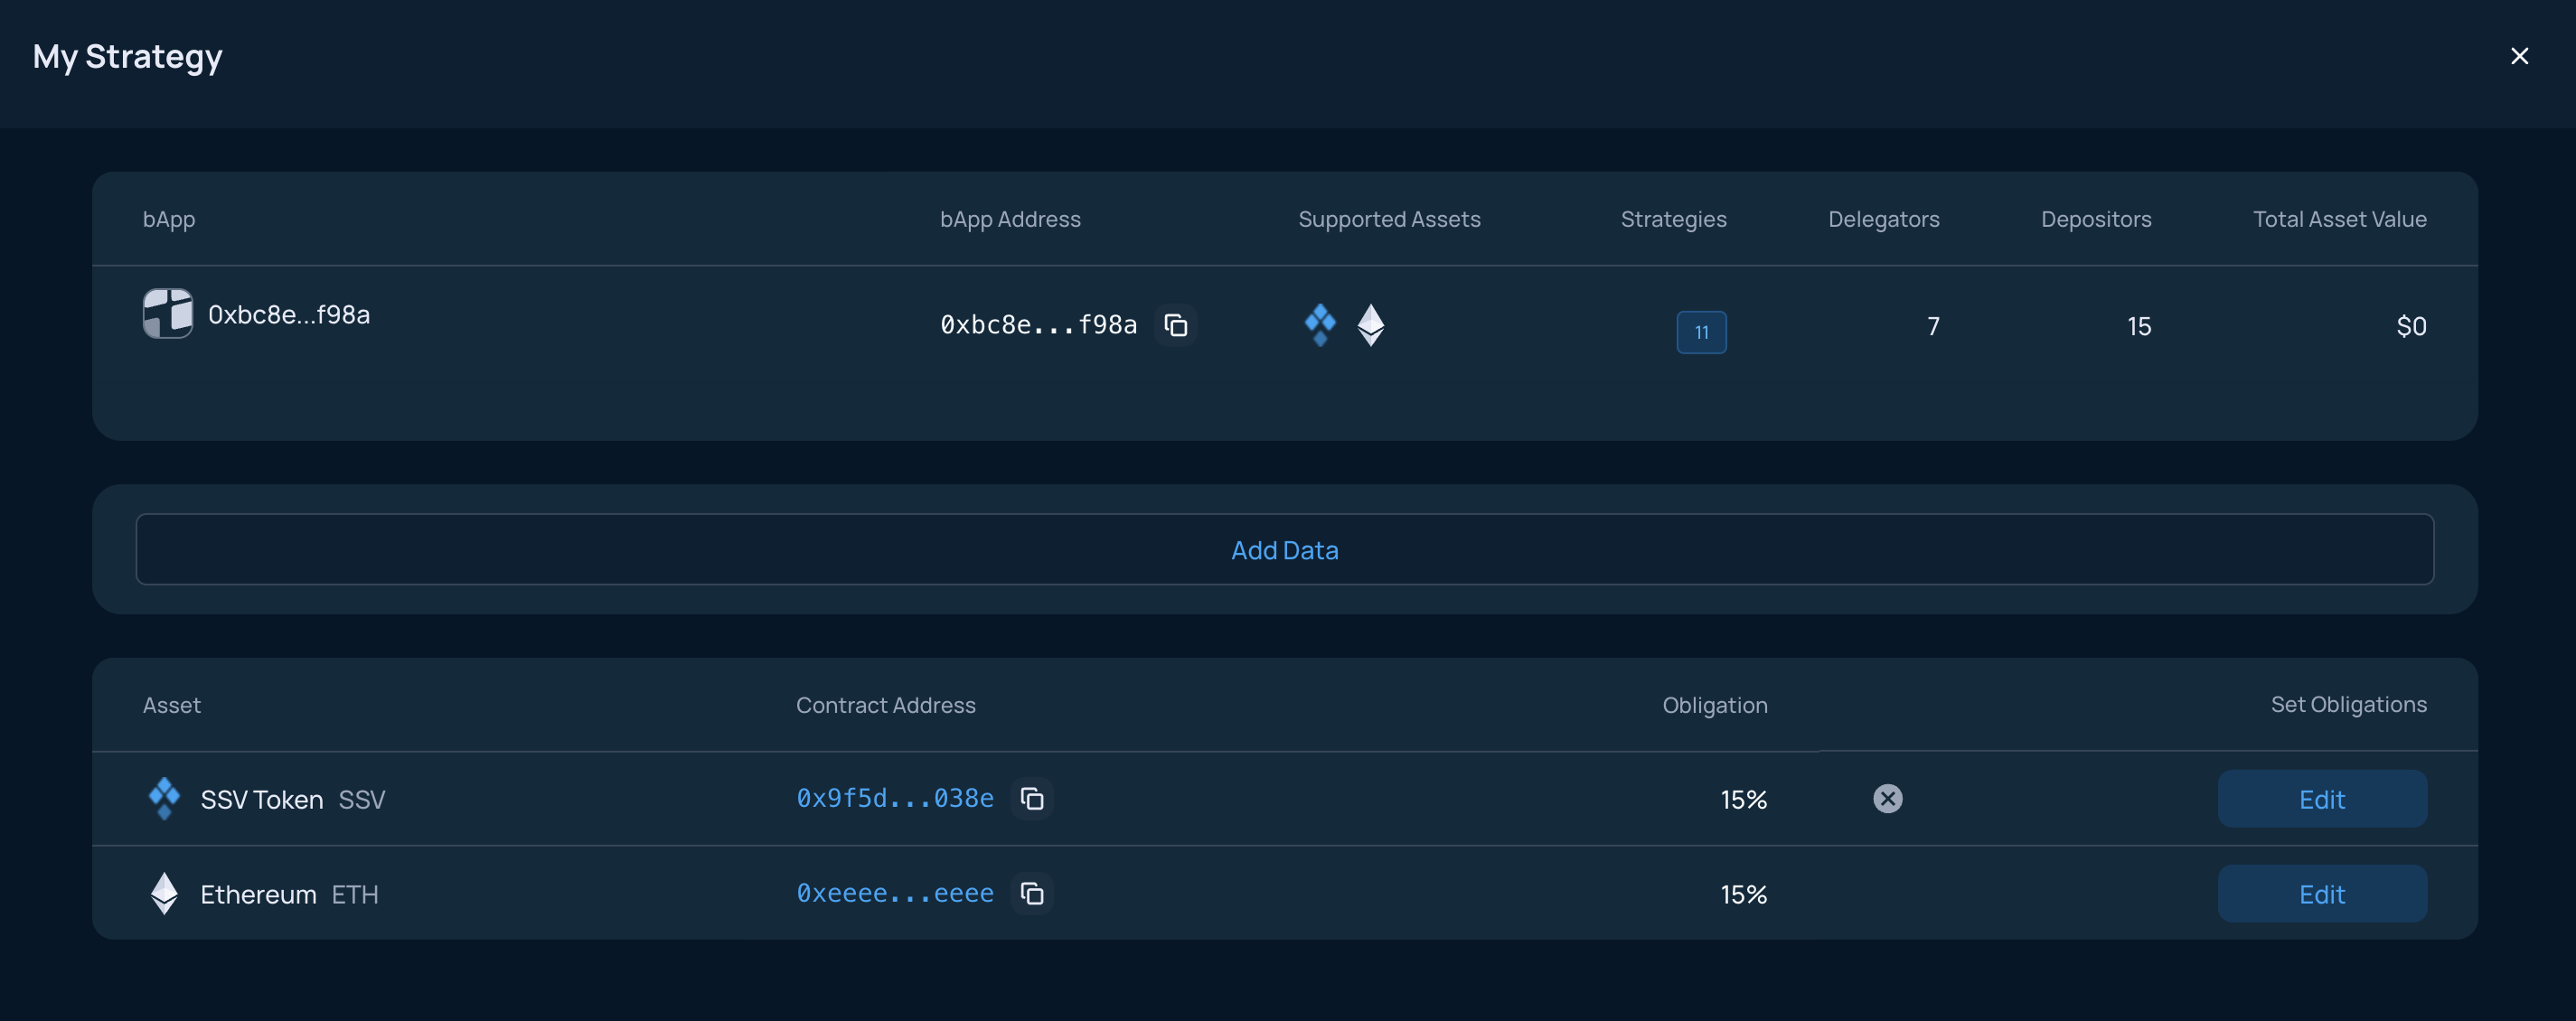 My Strategy
bApp bApp Address Supported Assets Strategies Delegators Depositors Total Asset Value
0xbc8e...f98a 0xbc8e...f98a 11 7 15 $0
Add Data
Asset Contract Address Obligation Set Obligations
SSV Token SSV 0x9f5d...038e 15% Edit
Ethereum ETH 0xeeee...eeee 15% Edit